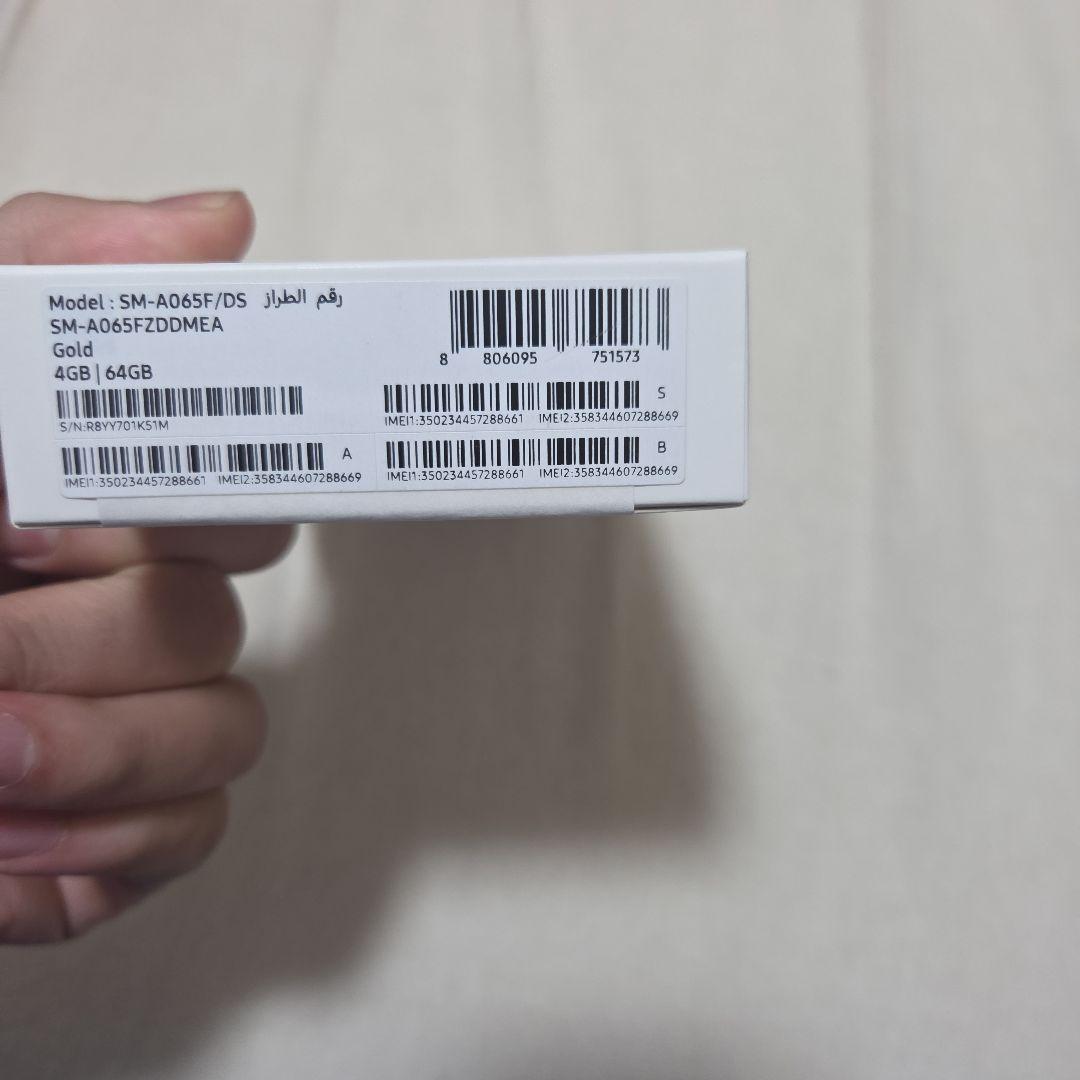 Model : SM-A065F/DS رقم الطراز
SM-A065FZDDMEA
Gold
4GB | 64GB
S/N:R8YY701K51M
8 806095 751573
IMEI1:350234457288661 IMEI2:358344607288669 S
IMEI1:350234457288661 IMEI2:358344607288669 A
IMEI1:350234457288661 IMEI2:358344607288669 B